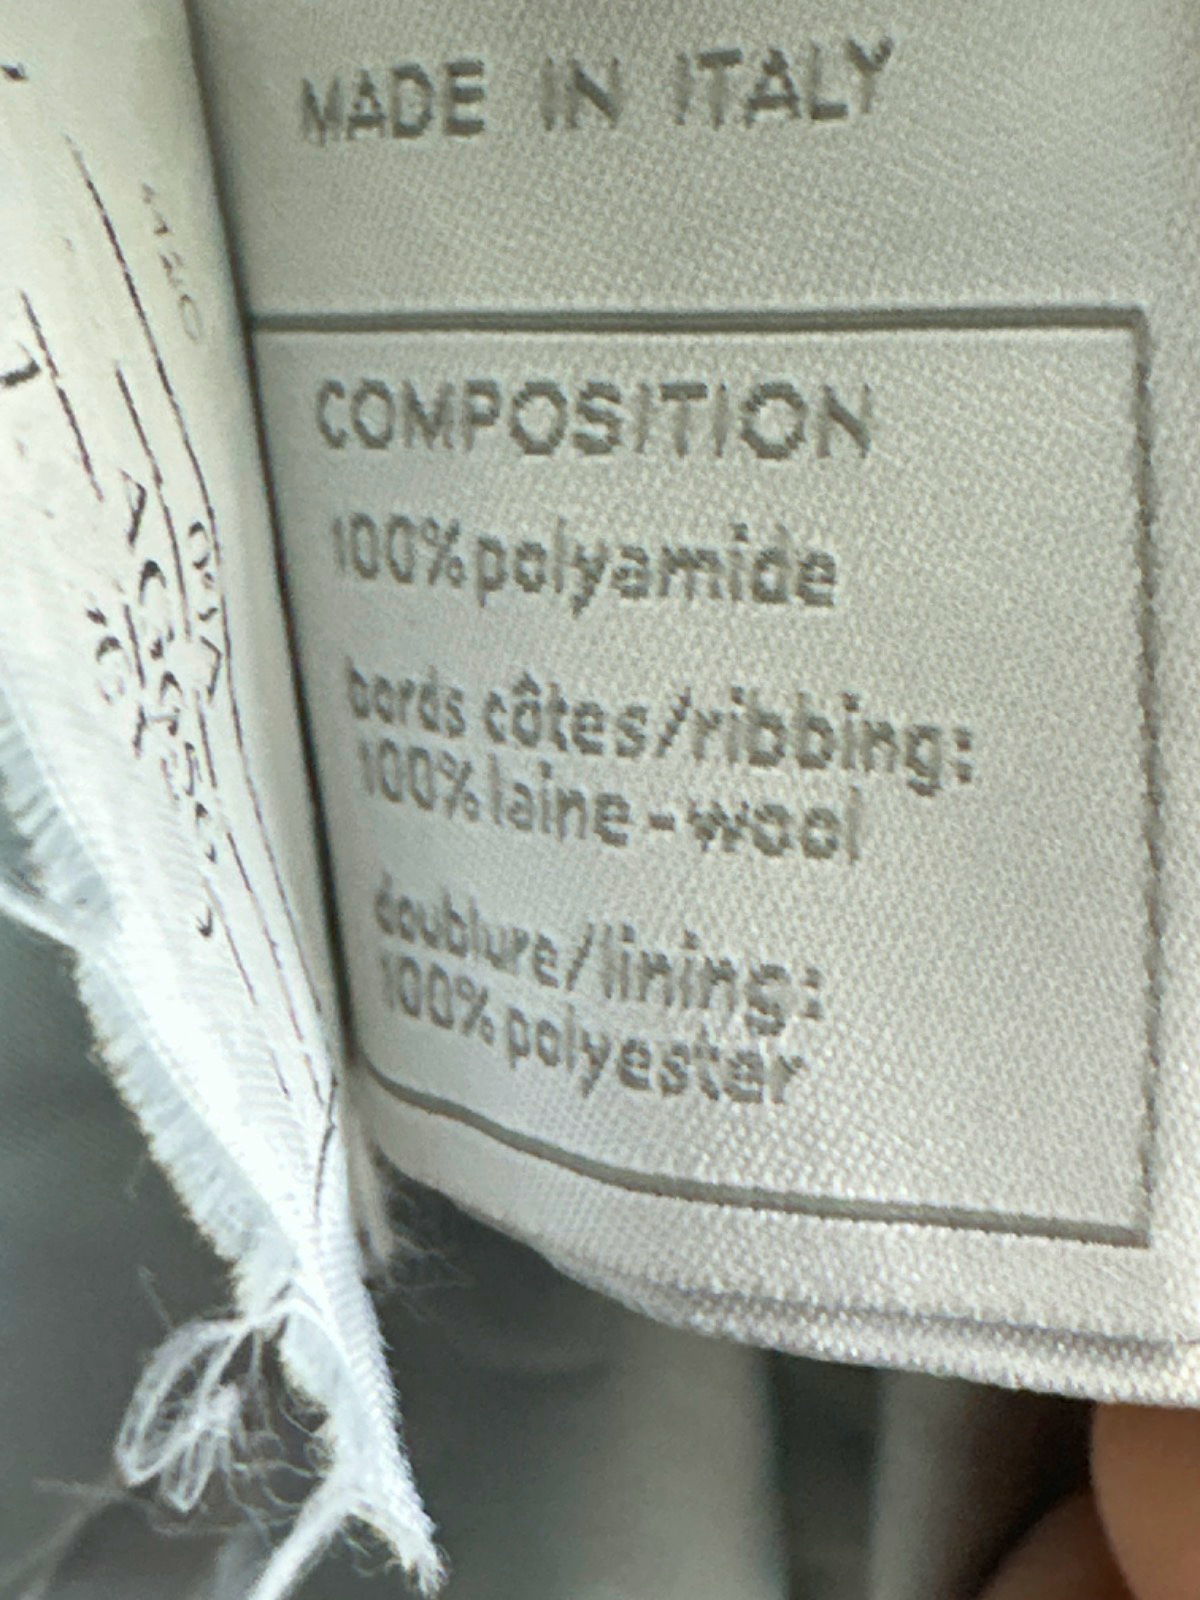 MADE IN ITALY
COMPOSITION
100% polyamide
bords côtes/ribbing:
100% laine - wool
doublure/lining:
100% polyester